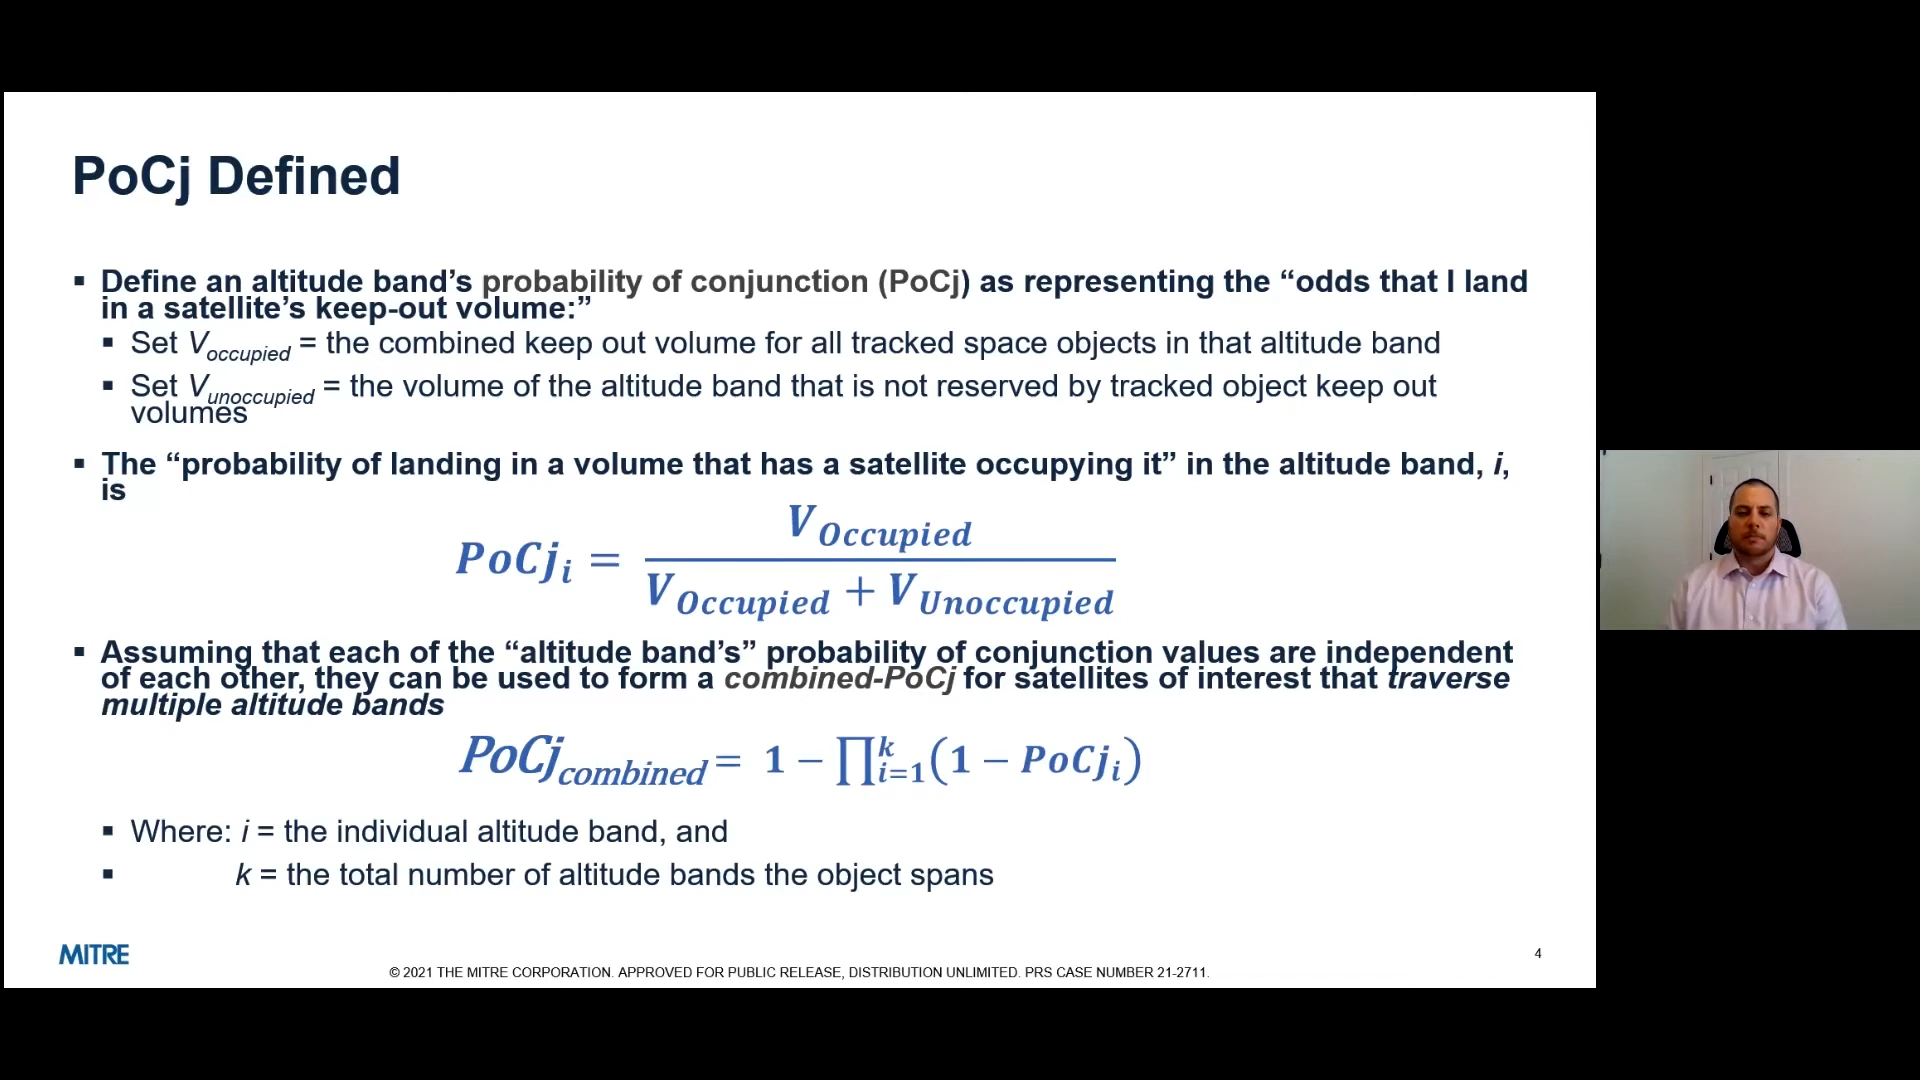 PoCj Defined
▪ Define an altitude band’s probability of conjunction (PoCj) as representing the “odds that I land
in a satellite’s keep-out volume:”
▪ Set Voccupied = the combined keep out volume for all tracked space objects in that altitude band
▪ Set Vunoccupied = the volume of the altitude band that is not reserved by tracked object keep out
volumes
▪ The “probability of landing in a volume that has a satellite occupying it” in the altitude band, i,
is
PoCj_i = V_Occupied / (V_Occupied + V_Unoccupied)
▪ Assuming that each of the “altitude band’s” probability of conjunction values are independent
of each other, they can be used to form a combined-PoCj for satellites of interest that traverse
multiple altitude bands
PoCj_combined = 1 − ∏_{i=1}^{k} (1 − PoCj_i)
▪ Where: i = the individual altitude band, and
▪ k = the total number of altitude bands the object spans
MITRE
4
© 2021 THE MITRE CORPORATION. APPROVED FOR PUBLIC RELEASE, DISTRIBUTION UNLIMITED. PRS CASE NUMBER 21-2711.